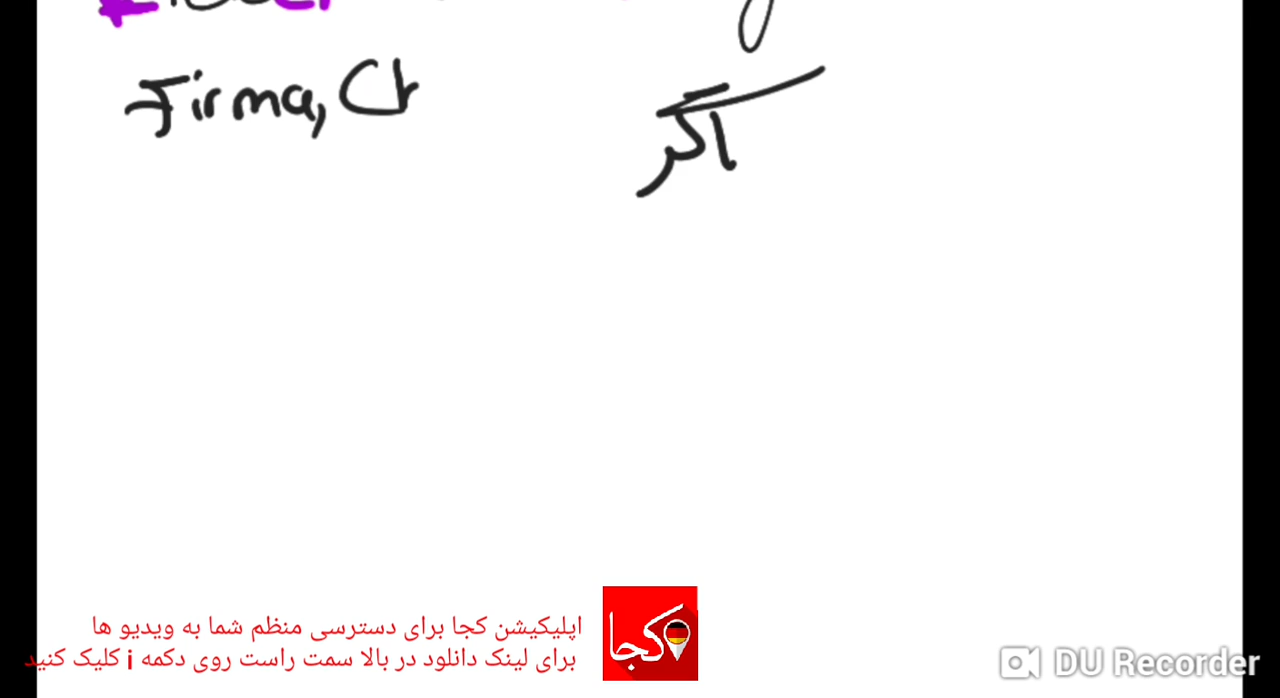 Firma, Ch
اگر
اپلیکیشن کجا برای دسترسی منظم شما به ویدیو ها
برای لینک دانلود در بالا سمت راست روی دکمه i کلیک کنید
کجا
DU Recorder